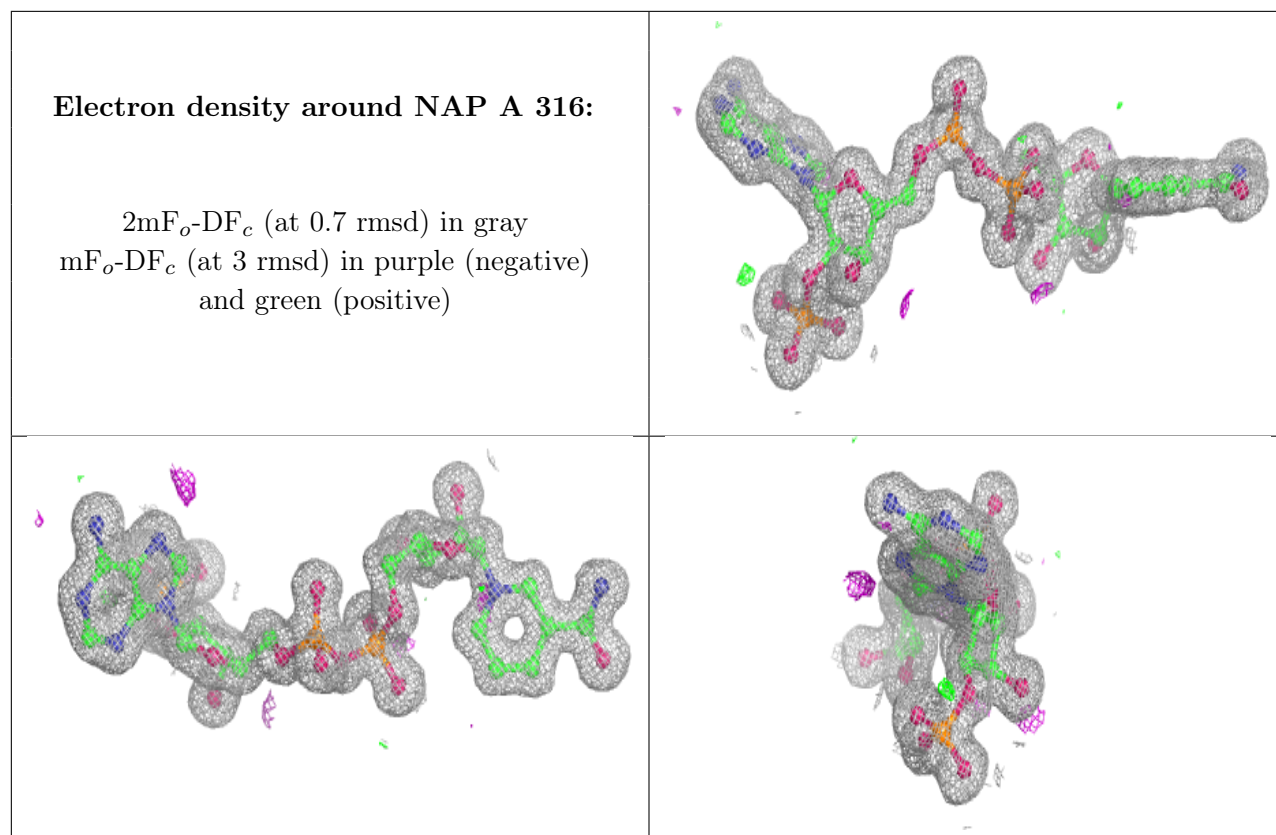 Electron density around NAP A 316:
2mFo-DFc (at 0.7 rmsd) in gray
mFo-DFc (at 3 rmsd) in purple (negative)
and green (positive)